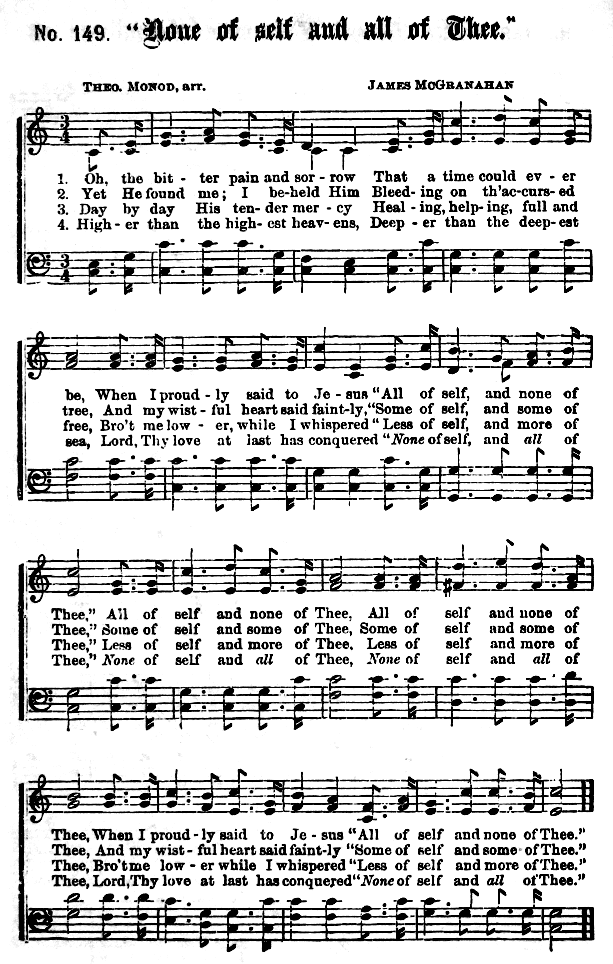 No. 149. "None of self and all of Thee."
THEO. MONOD, arr. JAMES MCGRANAHAN
3/4
1. Oh, the bit - ter pain and sor - row That a time could ev - er
2. Yet He found me; I be-held Him Bleed-ing on th'ac-curs-ed
3. Day by day His ten-der mer - cy Heal-ing, help-ing, full and
4. High-er than the high-est heavens, Deep-er than the deep-est
3/4
be, When I proud-ly said to Je-sus "All of self, and none of
tree, And my wist-ful heart said faint-ly, "Some of self, and some of
free, Bro't me low - er, while I whispered "Less of self, and more of
sea, Lord, Thy love at last has conquered "None of self, and all of
Thee," All of self and none of Thee, All of self and none of
Thee," Some of self and some of Thee, Some of self and some of
Thee," Less of self and more of Thee, Less of self and more of
Thee," None of self and all of Thee, None of self and all of
Thee, When I proud-ly said to Je-sus "All of self and none of Thee."
Thee, And my wist-ful heart said faint-ly "Some of self and some of Thee."
Thee, Bro't me low-er while I whispered "Less of self and more of Thee."
Thee, Lord, Thy love at last has conquered "None of self and all of Thee."